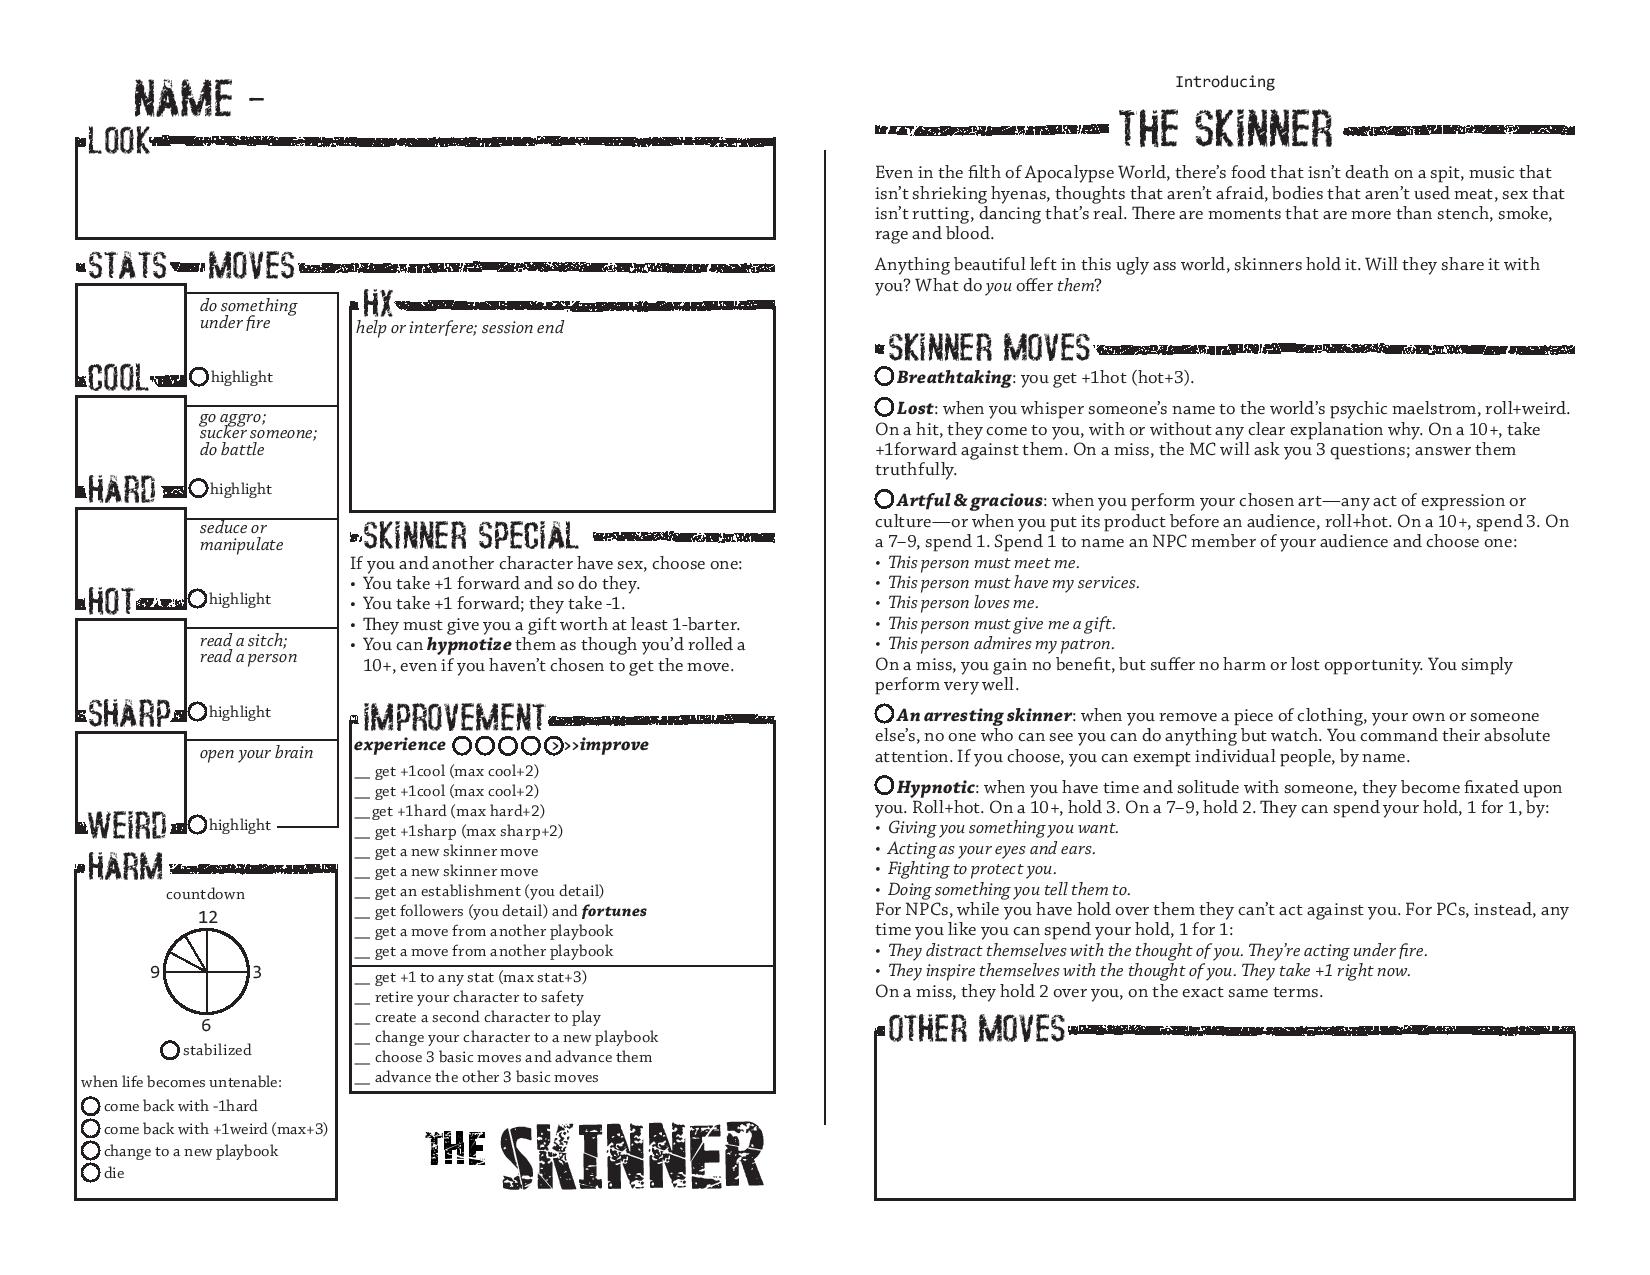 NAME –
LOOK
STATS MOVES
do something
under fire
COOL highlight
go aggro;
sucker someone;
do battle
HARD highlight
seduce or
manipulate
HOT highlight
read a sitch;
read a person
SHARP highlight
open your brain
WEIRD highlight
HARM
countdown
12
9 3
6
stabilized
when life becomes untenable:
come back with -1hard
come back with +1weird (max+3)
change to a new playbook
die
HX
help or interfere; session end
SKINNER SPECIAL
If you and another character have sex, choose one:
• You take +1 forward and so do they.
• You take +1 forward; they take -1.
• They must give you a gift worth at least 1-barter.
• You can hypnotize them as though you’d rolled a
10+, even if you haven’t chosen to get the move.
IMPROVEMENT
experience >>>improve
__ get +1cool (max cool+2)
__ get +1cool (max cool+2)
__ get +1hard (max hard+2)
__ get +1sharp (max sharp+2)
__ get a new skinner move
__ get a new skinner move
__ get an establishment (you detail)
__ get followers (you detail) and fortunes
__ get a move from another playbook
__ get a move from another playbook
__ get +1 to any stat (max stat+3)
__ retire your character to safety
__ create a second character to play
__ change your character to a new playbook
__ choose 3 basic moves and advance them
__ advance the other 3 basic moves
THE SKINNER
Introducing
THE SKINNER
Even in the filth of Apocalypse World, there’s food that isn’t death on a spit, music that
isn’t shrieking hyenas, thoughts that aren’t afraid, bodies that aren’t used meat, sex that
isn’t rutting, dancing that’s real. There are moments that are more than stench, smoke,
rage and blood.
Anything beautiful left in this ugly ass world, skinners hold it. Will they share it with
you? What do you offer them?
SKINNER MOVES
Breathtaking: you get +1hot (hot+3).
Lost: when you whisper someone’s name to the world’s psychic maelstrom, roll+weird.
On a hit, they come to you, with or without any clear explanation why. On a 10+, take
+1forward against them. On a miss, the MC will ask you 3 questions; answer them
truthfully.
Artful & gracious: when you perform your chosen art—any act of expression or
culture—or when you put its product before an audience, roll+hot. On a 10+, spend 3. On
a 7–9, spend 1. Spend 1 to name an NPC member of your audience and choose one:
• This person must meet me.
• This person must have my services.
• This person loves me.
• This person must give me a gift.
• This person admires my patron.
On a miss, you gain no benefit, but suffer no harm or lost opportunity. You simply
perform very well.
An arresting skinner: when you remove a piece of clothing, your own or someone
else’s, no one who can see you can do anything but watch. You command their absolute
attention. If you choose, you can exempt individual people, by name.
Hypnotic: when you have time and solitude with someone, they become fixated upon
you. Roll+hot. On a 10+, hold 3. On a 7–9, hold 2. They can spend your hold, 1 for 1, by:
• Giving you something you want.
• Acting as your eyes and ears.
• Fighting to protect you.
• Doing something you tell them to.
For NPCs, while you have hold over them they can’t act against you. For PCs, instead, any
time you like you can spend your hold, 1 for 1:
• They distract themselves with the thought of you. They’re acting under fire.
• They inspire themselves with the thought of you. They take +1 right now.
On a miss, they hold 2 over you, on the exact same terms.
OTHER MOVES